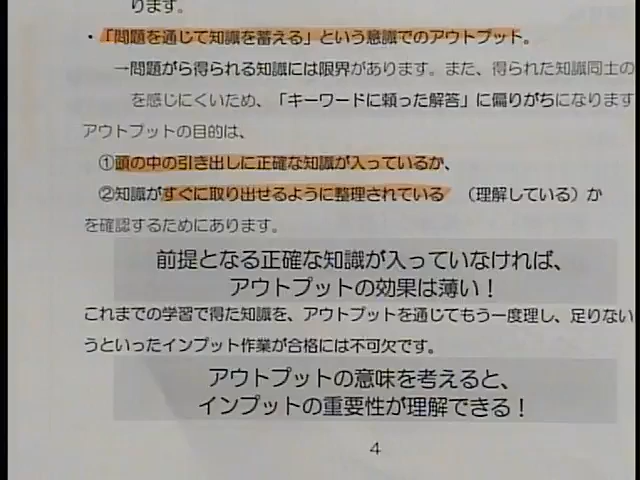 ります。
・「問題を通じて知識を蓄える」という意識でのアウトプット。
→問題がら得られる知識には限界があります。また、得られた知識同士の
を感じにくいため、「キーワードに頼った解答」に偏りがちになります
アウトプットの目的は、
①頭の中の引き出しに正確な知識が入っているか、
②知識がすぐに取り出せるように整理されている （理解している）か
を確認するためにあります。
前提となる正確な知識が入っていなければ、
アウトプットの効果は薄い！
これまでの学習で得た知識を、アウトプットを通じてもう一度理し、足りない
うといったインプット作業が合格には不可欠です。
アウトプットの意味を考えると、
インプットの重要性が理解できる！
4